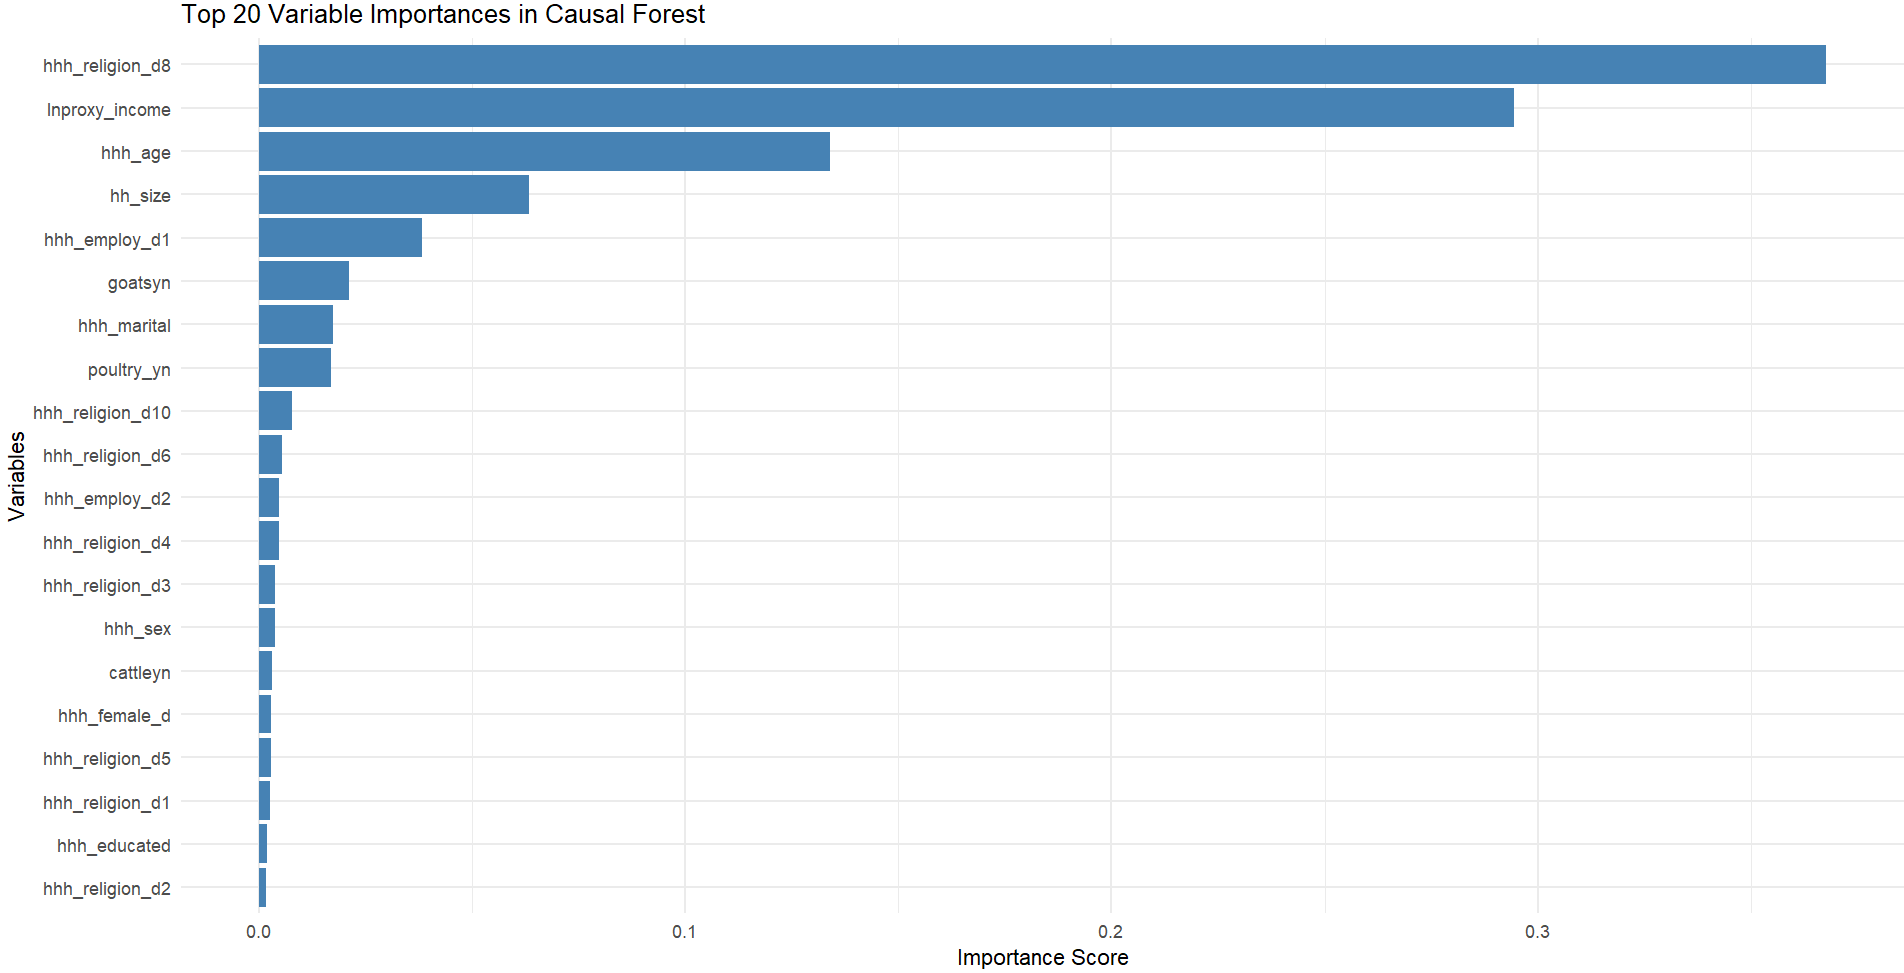 Top 20 Variable Importances in Causal Forest
hhh_religion_d8
lnproxy_income
hhh_age
hh_size
hhh_employ_d1
goatsyn
hhh_marital
poultry_yn
hhh_religion_d10
hhh_religion_d6
hhh_employ_d2
hhh_religion_d4
hhh_religion_d3
hhh_sex
cattleyn
hhh_female_d
hhh_religion_d5
hhh_religion_d1
hhh_educated
hhh_religion_d2
Variables
0.0 0.1 0.2 0.3
Importance Score